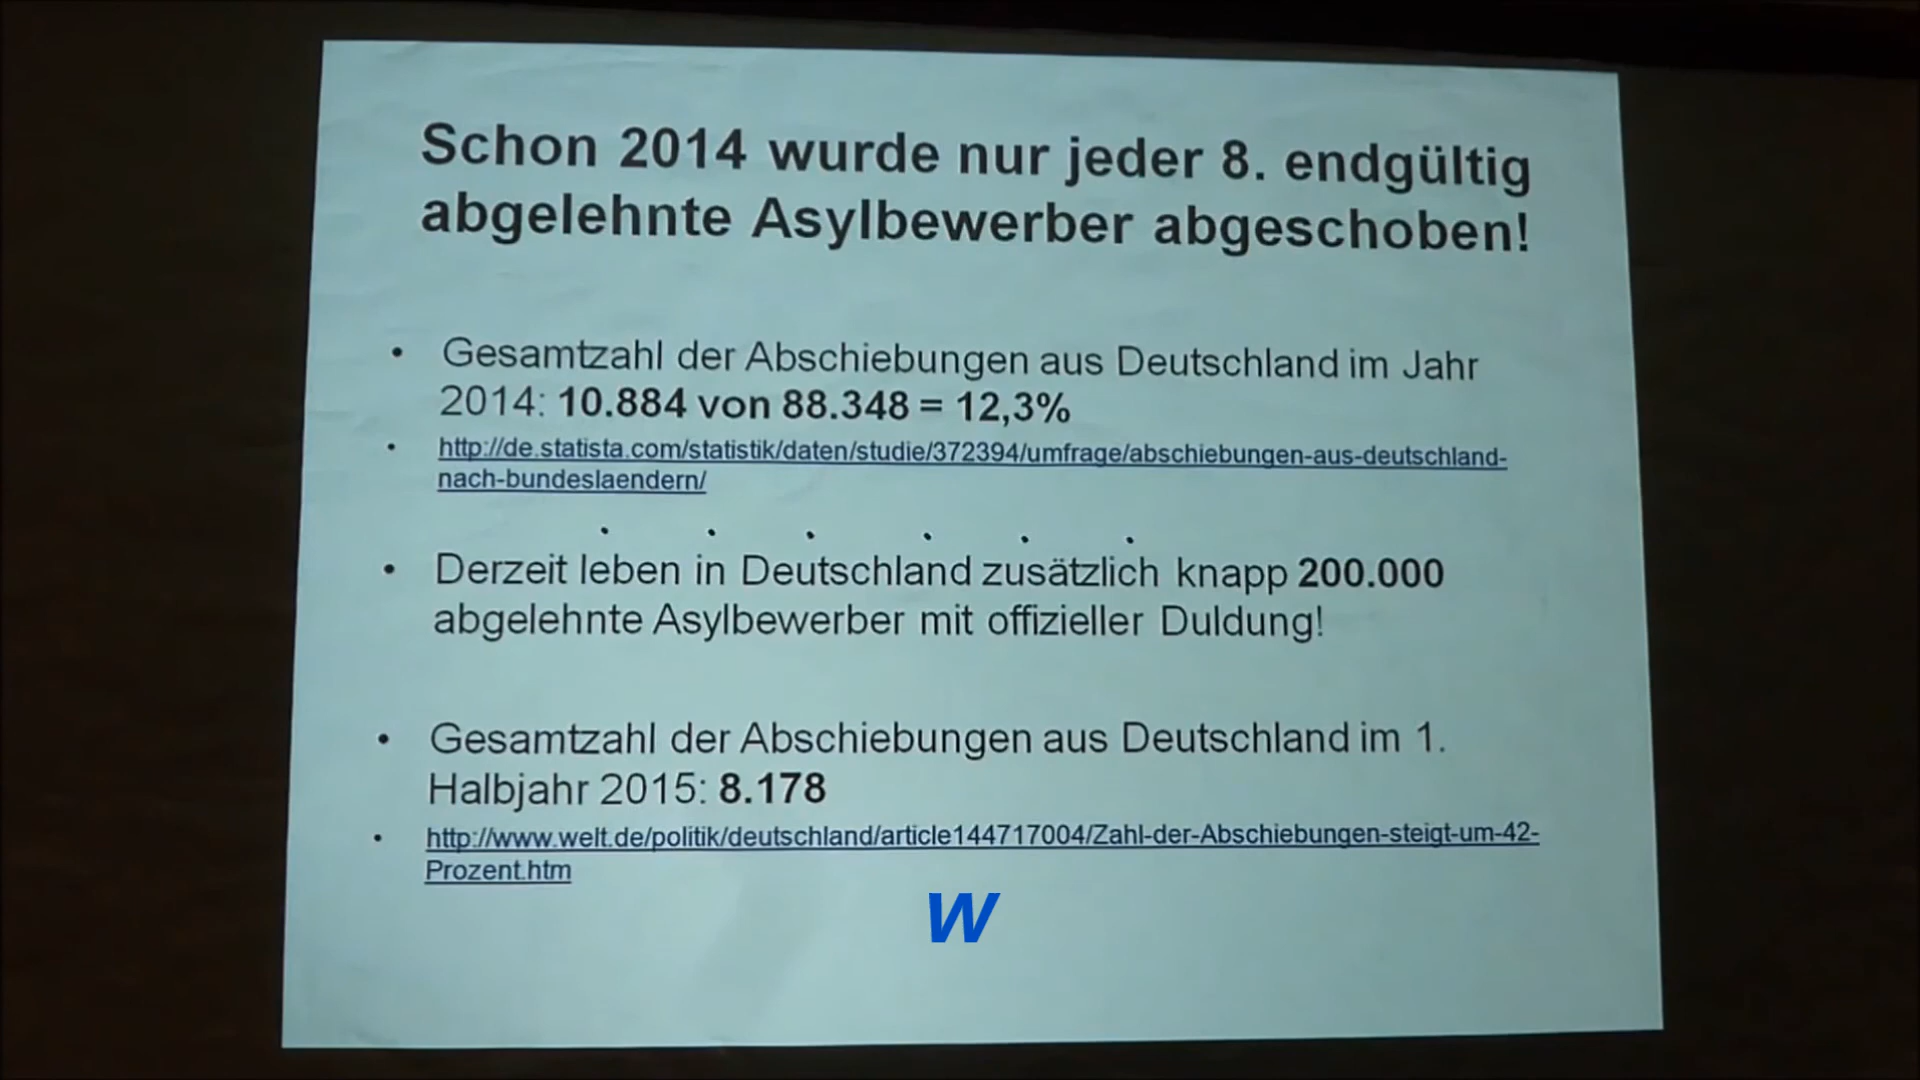 Schon 2014 wurde nur jeder 8. endgültig
abgelehnte Asylbewerber abgeschoben!
• Gesamtzahl der Abschiebungen aus Deutschland im Jahr
2014: 10.884 von 88.348 = 12,3%
• http://de.statista.com/statistik/daten/studie/372394/umfrage/abschiebungen-aus-deutschland-
nach-bundeslaendern/
• Derzeit leben in Deutschland zusätzlich knapp 200.000
abgelehnte Asylbewerber mit offizieller Duldung!
• Gesamtzahl der Abschiebungen aus Deutschland im 1.
Halbjahr 2015: 8.178
• http://www.welt.de/politik/deutschland/article144717004/Zahl-der-Abschiebungen-steigt-um-42-
Prozent.htm
W